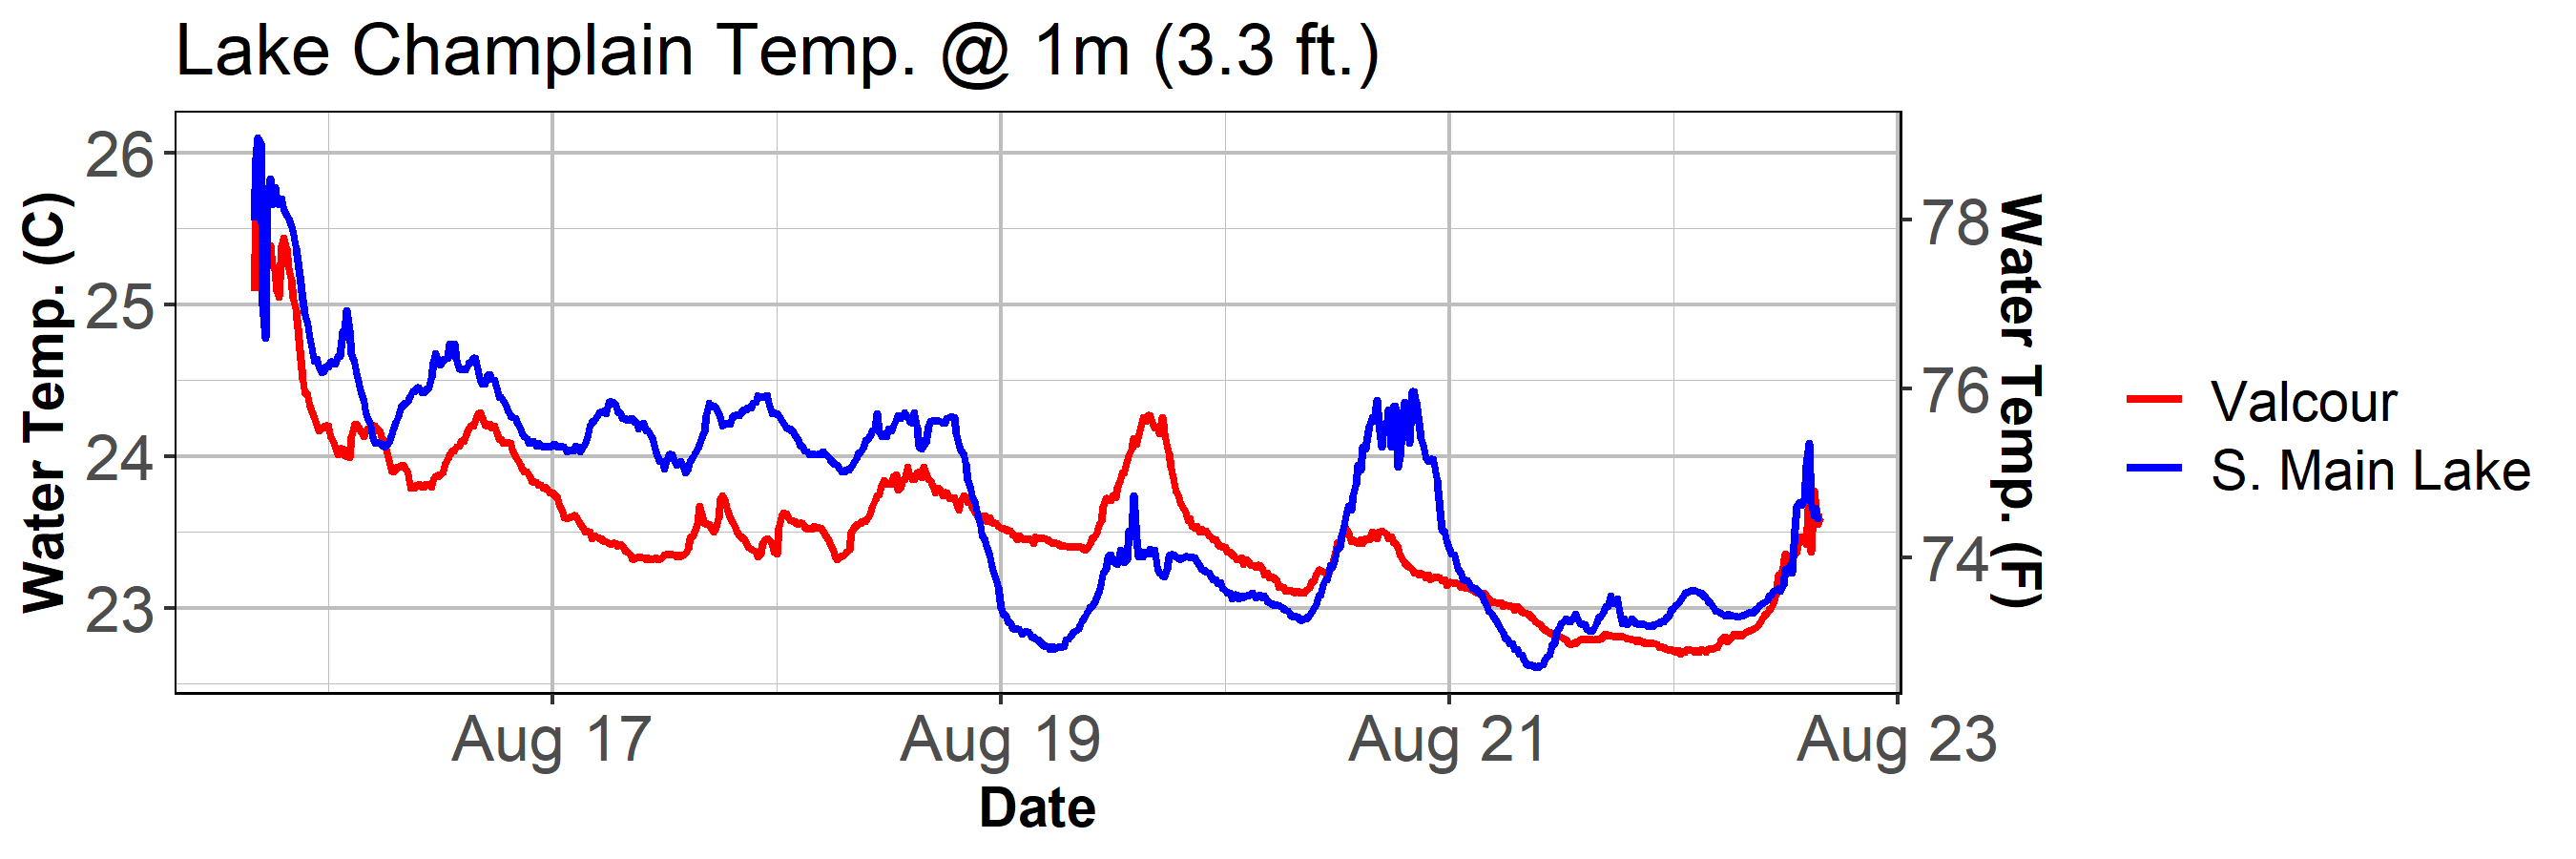 Lake Champlain Temp. @ 1m (3.3 ft.)
Water Temp. (C)
26
25
24
23
78
76
74
Water Temp. (F)
Aug 17
Aug 19
Aug 21
Aug 23
Date
Valcour
S. Main Lake